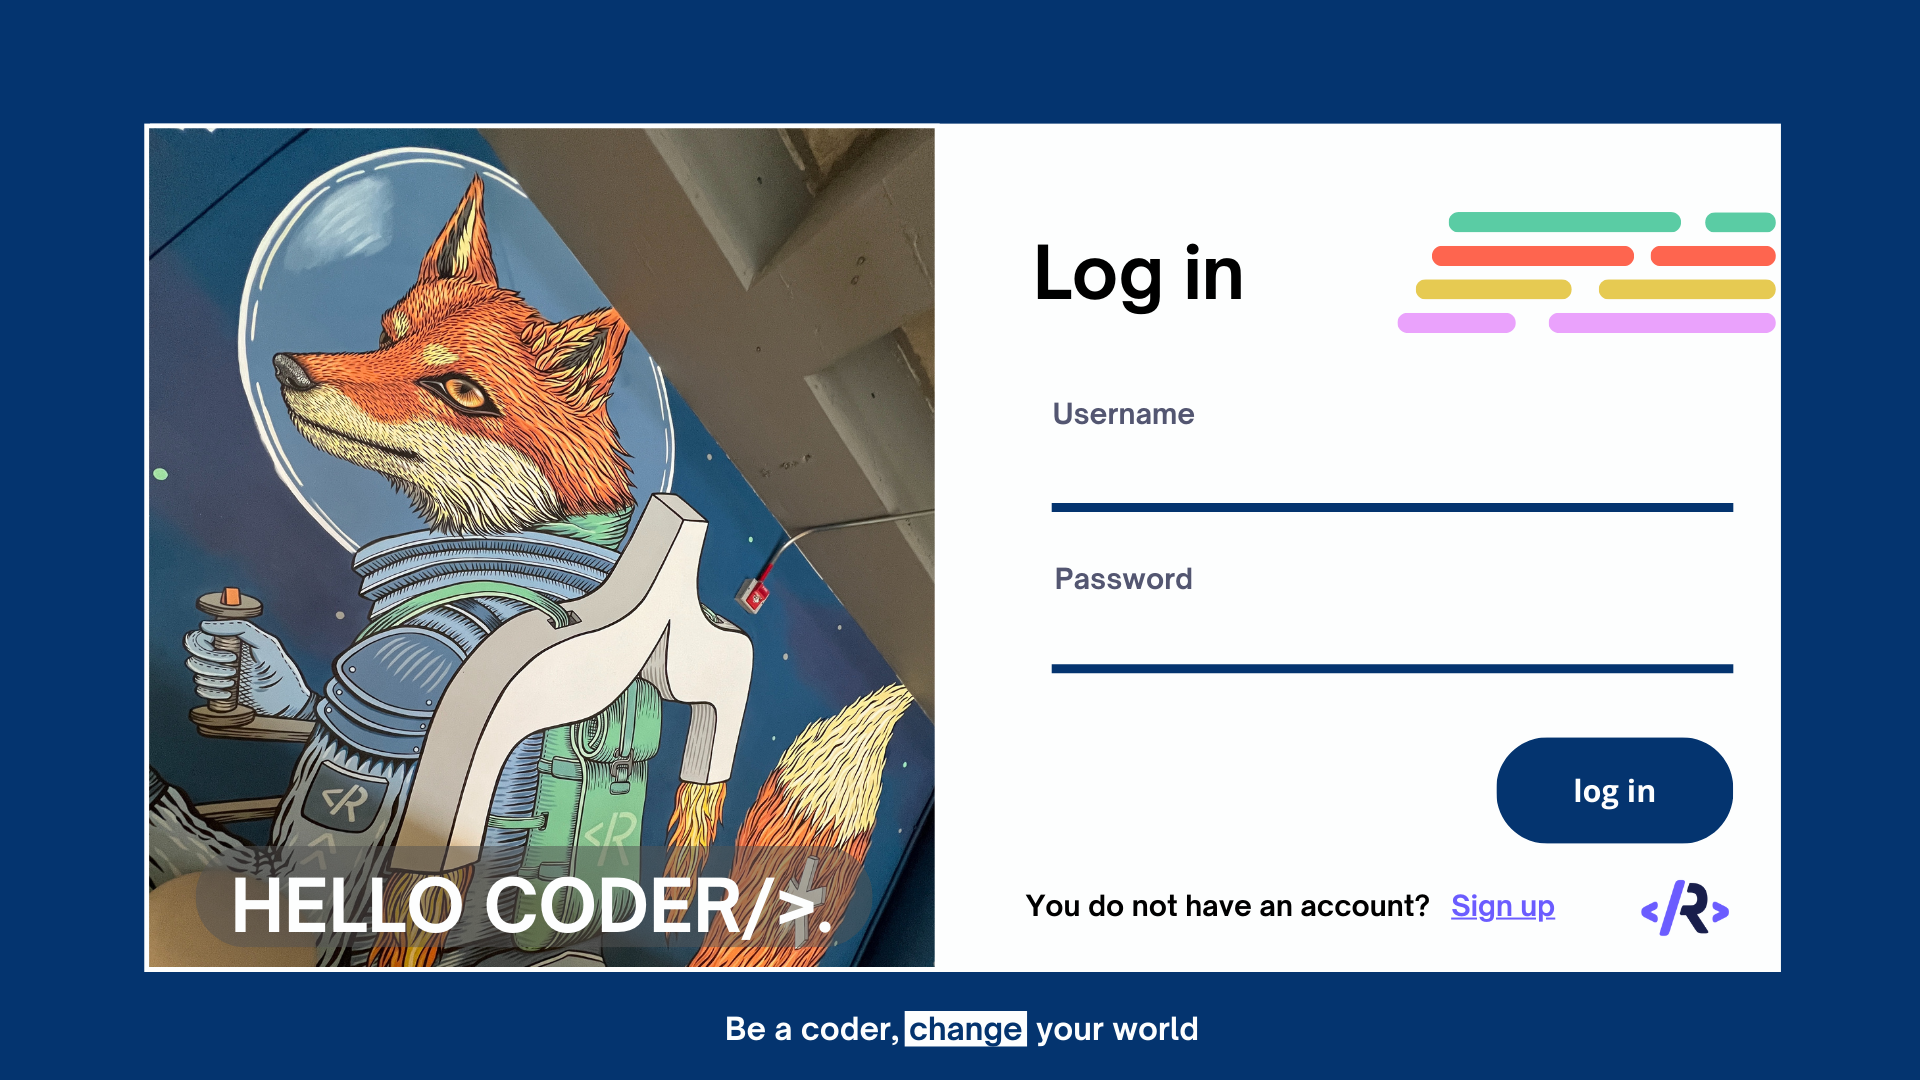 Log in
Username
Password
log in
You do not have an account? Sign up
</R>
</R
</R
HELLO CODER/>.
Be a coder, change your world